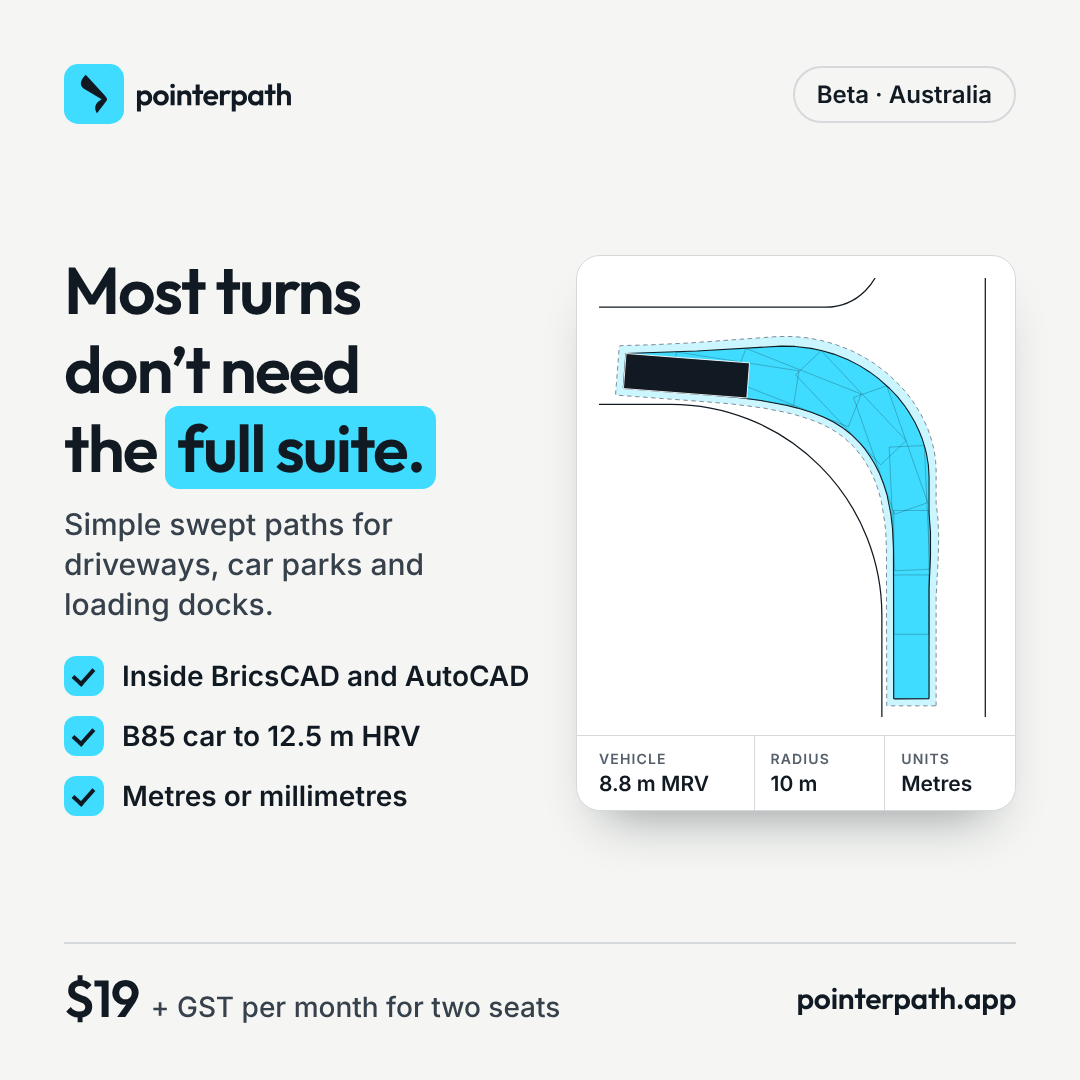 pointerpath
Beta · Australia
Most turns
don’t need
the full suite.
Simple swept paths for
driveways, car parks and
loading docks.
Inside BricsCAD and AutoCAD
B85 car to 12.5 m HRV
Metres or millimetres
VEHICLE
8.8 m MRV
RADIUS
10 m
UNITS
Metres
$19 + GST per month for two seats
pointerpath.app